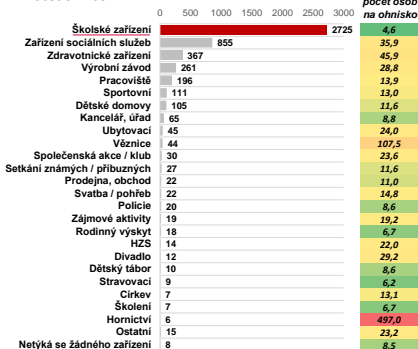 počet osob
na ohnisko
0 500 1000 1500 2000 2500 3000
Školské zařízení 2725 4,6
Zařízení sociálních služeb 855 35,9
Zdravotnické zařízení 367 45,9
Výrobní závod 261 28,8
Pracoviště 196 13,9
Sportovní 111 13,0
Dětské domovy 105 11,6
Kancelář, úřad 65 8,8
Ubytovací 45 24,0
Věznice 44 107,5
Společenská akce / klub 30 23,6
Setkání známých / příbuzných 27 11,6
Prodejna, obchod 22 11,0
Svatba / pohřeb 22 14,8
Policie 20 8,6
Zájmové aktivity 19 19,2
Rodinný výskyt 18 6,7
HZS 14 22,0
Divadlo 12 29,2
Dětský tábor 10 8,6
Stravovací 9 6,2
Církev 7 13,1
Školení 7 6,7
Hornictví 6 497,0
Ostatní 15 23,2
Netýká se žádného zařízení 8 8,5